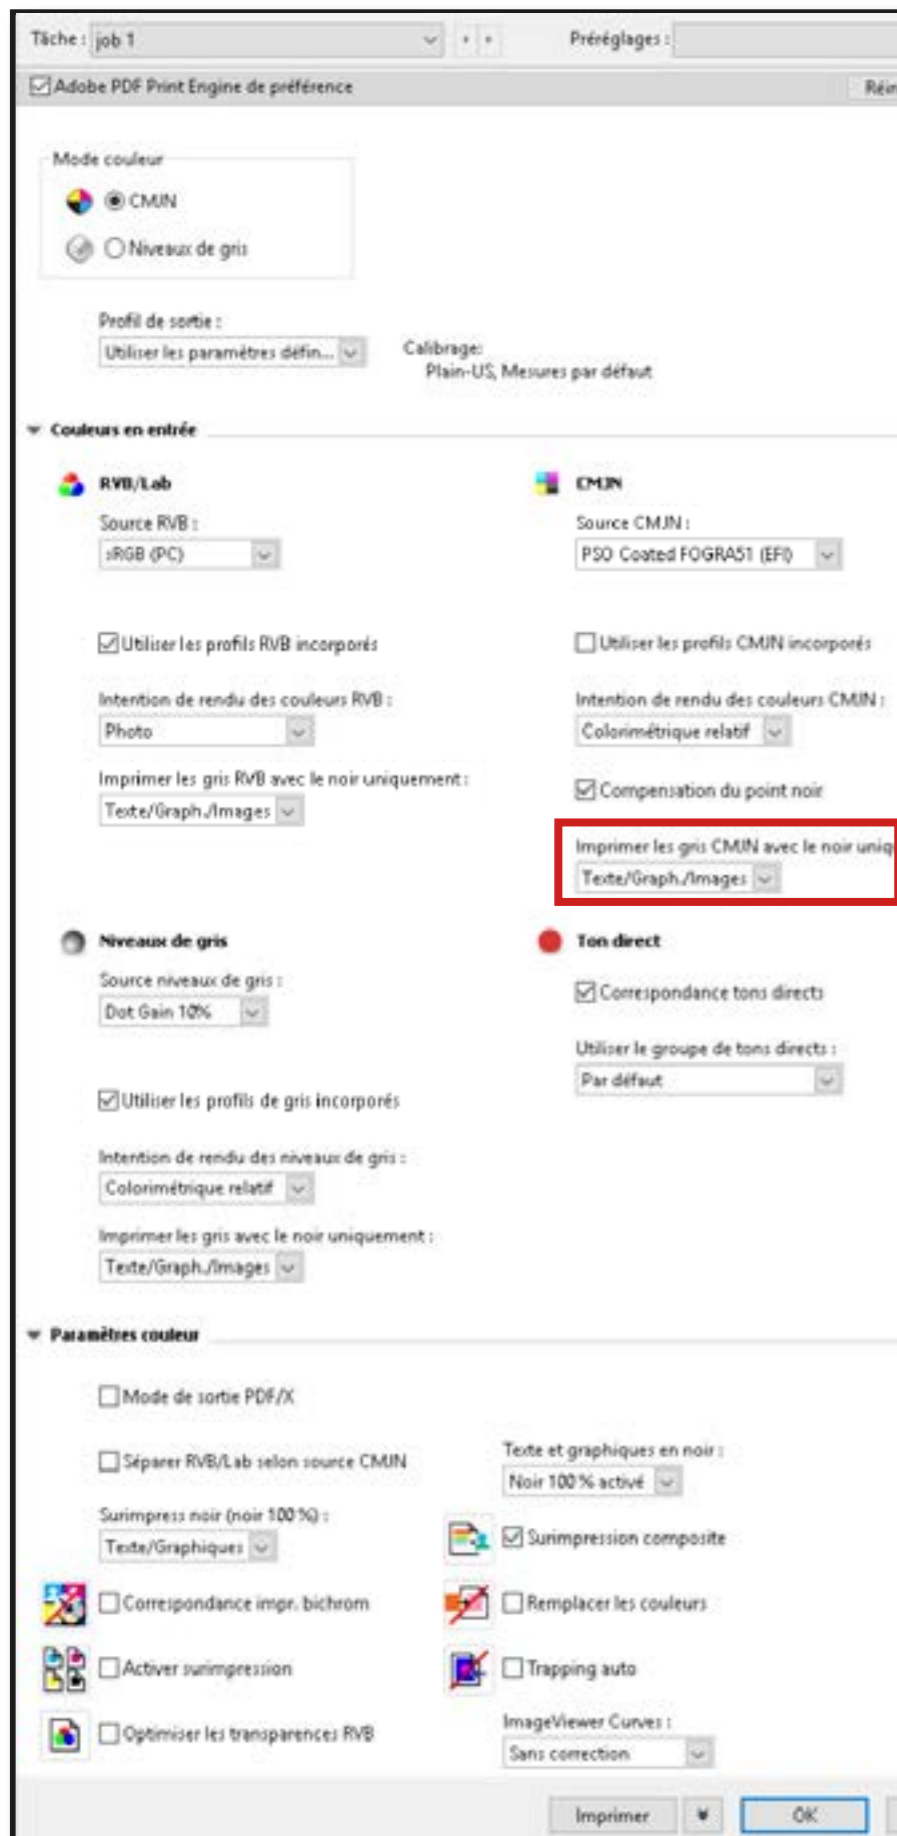 Tâche : job 1 Préréglages :
Adobe PDF Print Engine de préférence
Mode couleur
CMJN
Niveaux de gris
Profil de sortie :
Utiliser les paramètres défin...
Calibrage:
Plain-US, Mesures par défaut
Couleurs en entrée
RVB/Lab
Source RVB :
sRGB (PC)
Utiliser les profils RVB incorporés
Intention de rendu des couleurs RVB :
Photo
Imprimer les gris RVB avec le noir uniquement :
Texte/Graph./Images
CMJN
Source CMJN :
PSO Coated FOGRA51 (EFI)
Utiliser les profils CMJN incorporés
Intention de rendu des couleurs CMJN :
Colorimétrique relatif
Compensation du point noir
Imprimer les gris CMJN avec le noir uniq
Texte/Graph./Images
Niveaux de gris
Source niveaux de gris :
Dot Gain 10%
Utiliser les profils de gris incorporés
Intention de rendu des niveaux de gris :
Colorimétrique relatif
Imprimer les gris avec le noir uniquement :
Texte/Graph./Images
Ton direct
Correspondance tons directs
Utiliser le groupe de tons directs :
Par défaut
Paramètres couleur
Mode de sortie PDF/X
Séparer RVB/Lab selon source CMJN
Surimpress noir (noir 100 %) :
Texte/Graphiques
Texte et graphiques en noir :
Noir 100 % activé
Surimpression composite
Correspondance impr. bichrom
Remplacer les couleurs
Activer surimpression
Trapping auto
Optimiser les transparences RVB
ImageViewer Curves :
Sans correction
Imprimer
OK